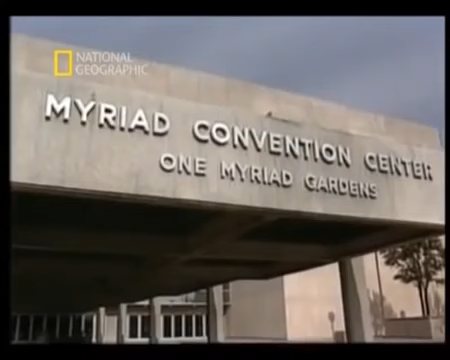 NATIONAL
GEOGRAPHIC
MYRIAD CONVENTION CENTER
ONE MYRIAD GARDENS